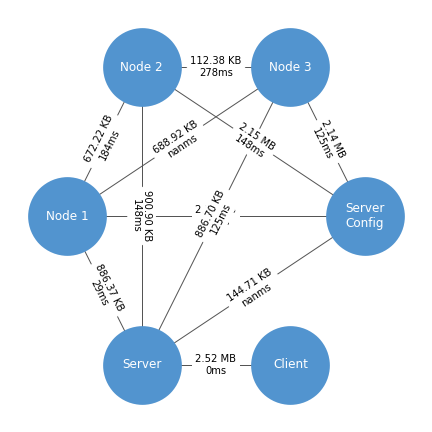 Node 2
112.38 KB
278ms
Node 3
672.22 KB
184ms
688.92 KB
nanms
2.15 MB
148ms
2.14 MB
125ms
Node 1
900.90 KB
148ms
2
886.70 KB
125ms
Server
Config
886.37 KB
29ms
144.71 KB
nanms
Server
2.52 MB
0ms
Client